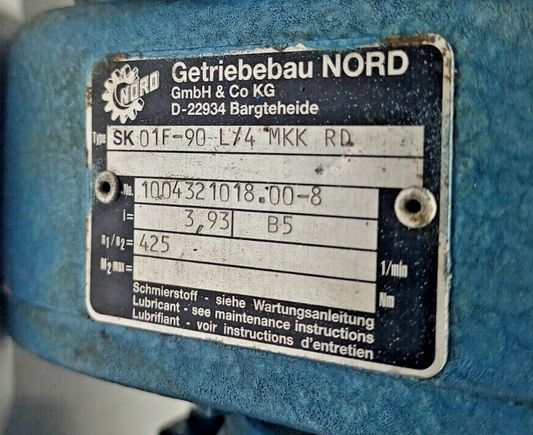 NORD
Getriebebau NORD
GmbH & Co KG
D-22934 Bargteheide
Type SK 01F-90 L/4 MKK RD
No. 1004321018.00-8
i= 3,93 B5
n₁/n₂= 425 1/min
M₂ max= Nm
Schmierstoff - siehe Wartungsanleitung
Lubricant - see maintenance instructions
Lubrifiant - voir instructions d'entretien